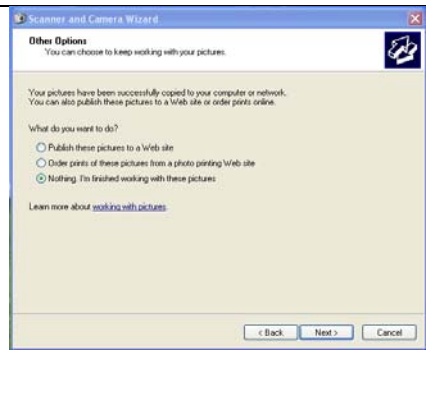 Scanner and Camera Wizard
Other Options
You can choose to keep working with your pictures.
Your pictures have been successfully copied to your computer or network.
You can also publish these pictures to a Web site or order prints online.
What do you want to do?
Publish these pictures to a Web site
Order prints of these pictures from a photo printing Web site
Nothing. I'm finished working with these pictures
Learn more about working with pictures.
< Back Next > Cancel